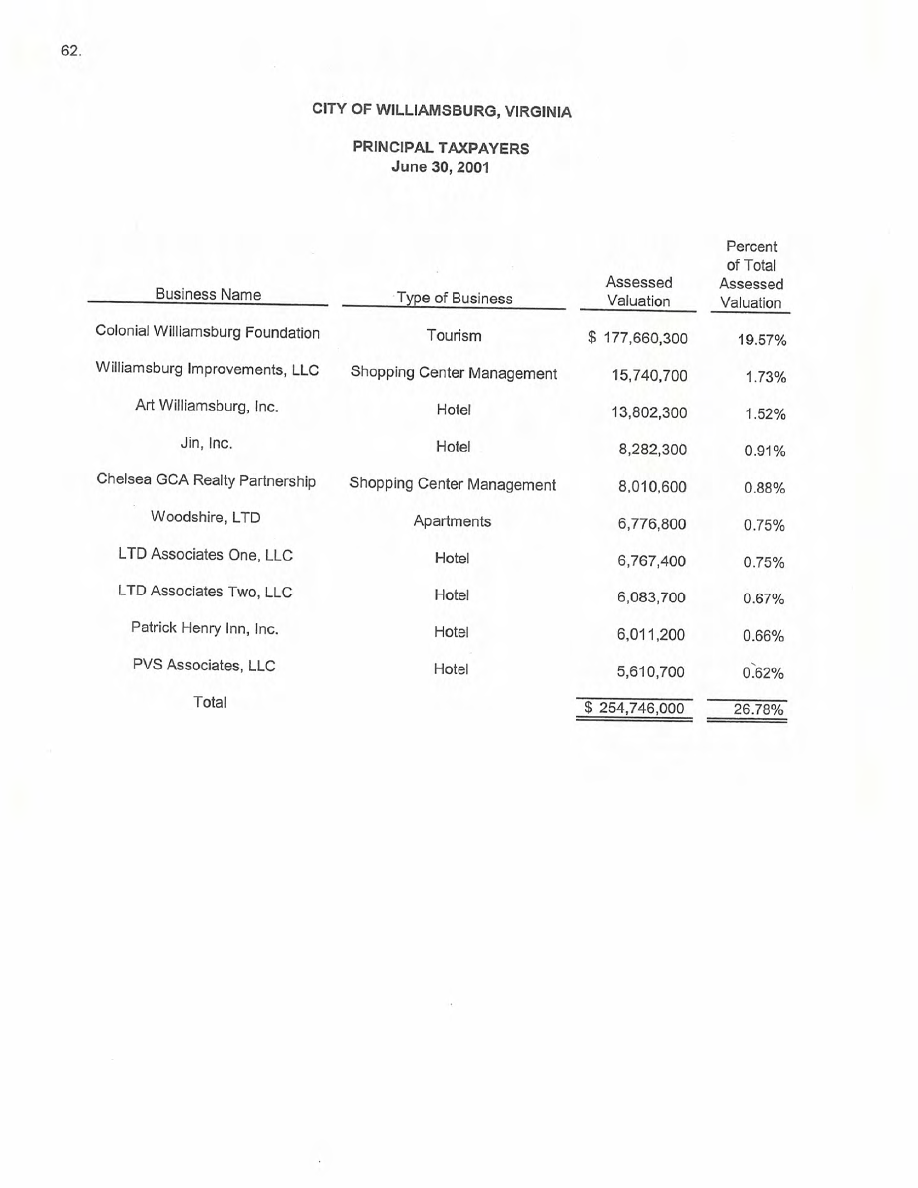 62.
CITY OF WILLIAMSBURG, VIRGINIA
PRINCIPAL TAXPAYERS
June 30, 2001
Percent
of Total
Assessed Assessed
Business Name Type of Business Valuation Valuation
Colonial Williamsburg Foundation Tourism $ 177,660,300 19.57%
Williamsburg Improvements, LLC Shopping Center Management 15,740,700 1.73%
Art Williamsburg, Inc. Hotel 13,802,300 1.52%
Jin, Inc. Hotel 8,282,300 0.91%
Chelsea GCA Realty Partnership Shopping Center Management 8,010,600 0.88%
Woodshire, LTD Apartments 6,776,800 0.75%
LTD Associates One, LLC Hotel 6,767,400 0.75%
LTD Associates Two, LLC Hotel 6,083,700 0.67%
Patrick Henry Inn, Inc. Hotel 6,011,200 0.66%
PVS Associates, LLC Hotel 5,610,700 0.62%
Total $ 254,746,000 26.78%